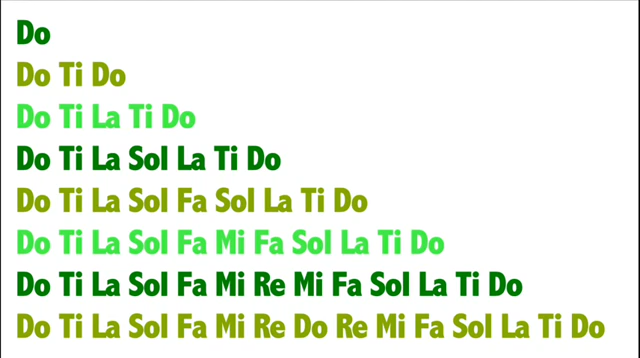 Do
Do Ti Do
Do Ti La Ti Do
Do Ti La Sol La Ti Do
Do Ti La Sol Fa Sol La Ti Do
Do Ti La Sol Fa Mi Fa Sol La Ti Do
Do Ti La Sol Fa Mi Re Mi Fa Sol La Ti Do
Do Ti La Sol Fa Mi Re Do Re Mi Fa Sol La Ti Do